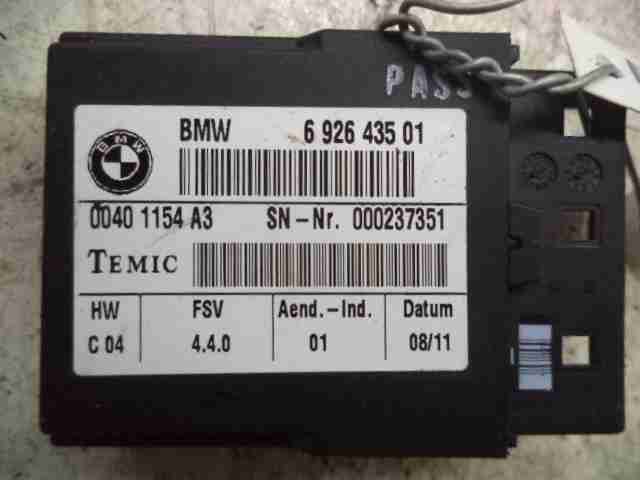 PASS
BMW
BMW 6 926 435 01
0040 1154 A3 SN-Nr. 000237351
TEMIC
HW FSV Aend.-Ind. Datum
C 04 4.4.0 01 08/11